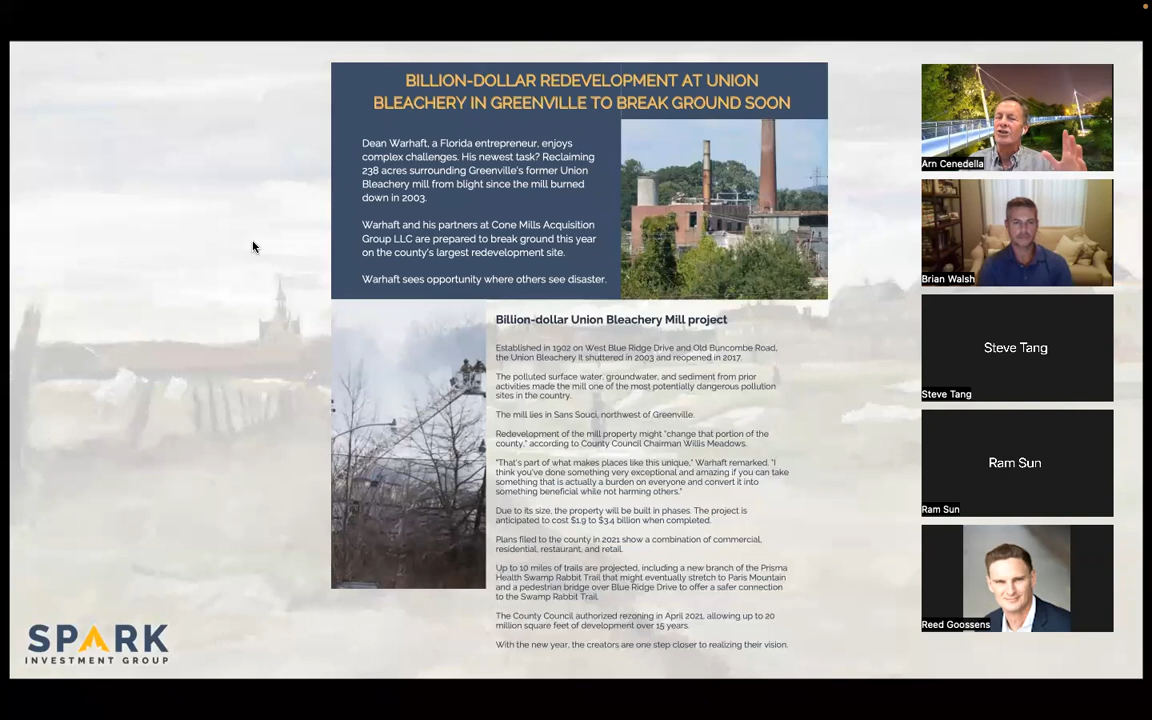 BILLION-DOLLAR REDEVELOPMENT AT UNION
BLEACHERY IN GREENVILLE TO BREAK GROUND SOON
Dean Warhaft, a Florida entrepreneur, enjoys
complex challenges. His newest task? Reclaiming
238 acres surrounding Greenville's former Union
Bleachery mill from blight since the mill burned
down in 2003.
Warhaft and his partners at Cone Mills Acquisition
Group LLC are prepared to break ground this year
on the county's largest redevelopment site.
Warhaft sees opportunity where others see disaster.
Billion-dollar Union Bleachery Mill project
Established in 1902 on West Blue Ridge Drive and Old Buncombe Road,
the Union Bleachery it shuttered in 2003 and reopened in 2017.
The polluted surface water, groundwater, and sediment from prior
activities made the mill one of the most potentially dangerous pollution
sites in the country.
The mill lies in Sans Souci, northwest of Greenville.
Redevelopment of the mill property might "change that portion of the
county," according to County Council Chairman Willis Meadows.
"That's part of what makes places like this unique," Warhaft remarked. "I
think you've done something very exceptional and amazing if you can take
something that is actually a burden on everyone and convert it into
something beneficial while not harming others."
Due to its size, the property will be built in phases. The project is
anticipated to cost $1.9 to $3.4 billion when completed.
Plans filed to the county in 2021 show a combination of commercial,
residential, restaurant, and retail.
Up to 10 miles of trails are projected, including a new branch of the Prisma
Health Swamp Rabbit Trail that might eventually stretch to Paris Mountain
and a pedestrian bridge over Blue Ridge Drive to offer a safer connection
to the Swamp Rabbit Trail.
The County Council authorized rezoning in April 2021, allowing up to 20
million square feet of development over 15 years.
With the new year, the creators are one step closer to realizing their vision.
SPARK
INVESTMENT GROUP
Arn Cenedella
Brian Walsh
Steve Tang
Steve Tang
Ram Sun
Ram Sun
Reed Goossens